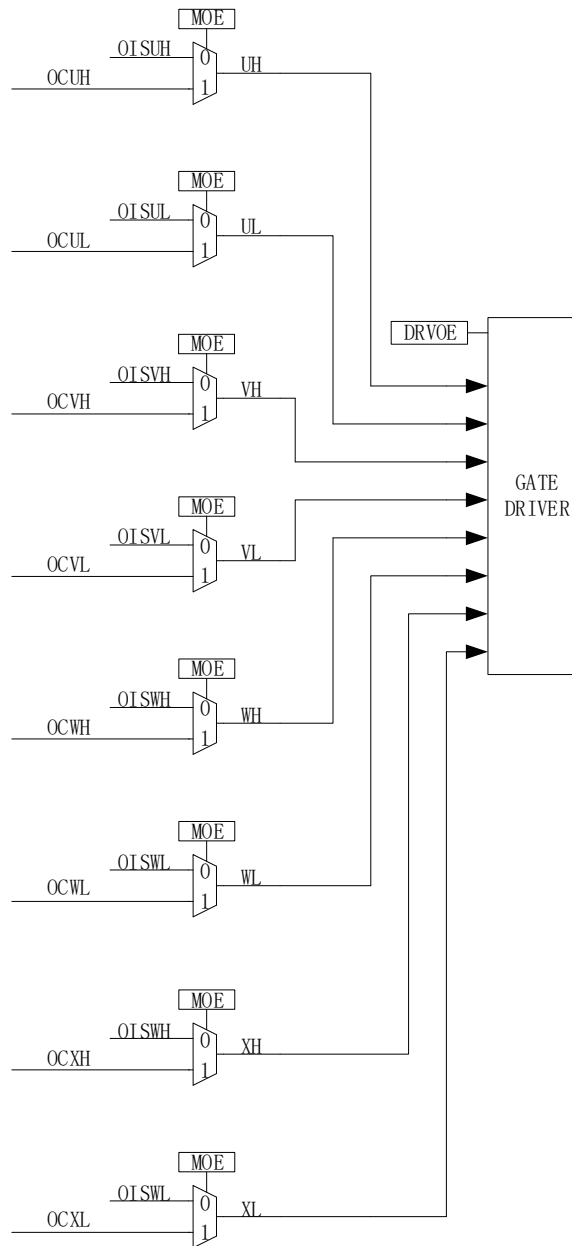 MOE
OISUH
0
UH
OCUH
1
MOE
OISUL
0
UL
OCUL
1
DRVOE
MOE
OISVH
0
VH
OCVH
1
GATE
DRIVER
MOE
OISVL
0
VL
OCVL
1
MOE
OISWH
0
WH
OCWH
1
MOE
OISWL
0
WL
OCWL
1
MOE
OISWH
0
XH
OCXH
1
MOE
OISWL
0
XL
OCXL
1